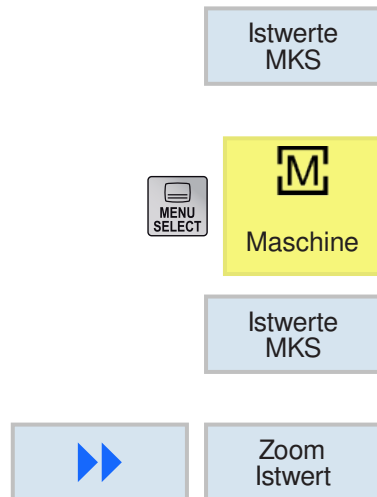 Istwerte
MKS
M
MENU
SELECT
Maschine
Istwerte
MKS
Zoom
Istwert